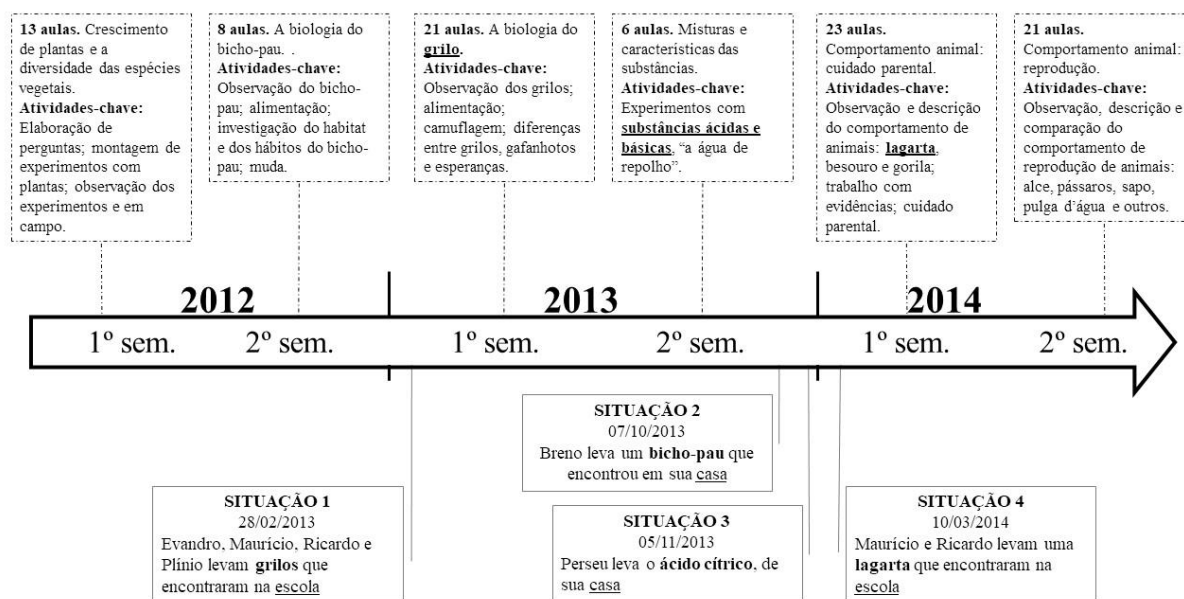 13 aulas. Crescimento
de plantas e a
diversidade das espécies
vegetais.
Atividades-chave:
Elaboração de
perguntas; montagem de
experimentos com
plantas; observação dos
experimentos e em
campo.
8 aulas. A biologia do
bicho-pau. .
Atividades-chave:
Observação do bicho-
pau; alimentação;
investigação do habitat
e dos hábitos do bicho-
pau; muda.
21 aulas. A biologia do
grilo.
Atividades-chave:
Observação dos grilos;
alimentação;
camuflagem; diferenças
entre grilos, gafanhotos
e esperanças.
6 aulas. Misturas e
características das
substâncias.
Atividades-chave:
Experimentos com
substâncias ácidas e
básicas, “a água de
repolho”.
23 aulas.
Comportamento animal:
cuidado parental.
Atividades-chave:
Observação e descrição
do comportamento de
animais: lagarta,
besouro e gorila;
trabalho com
evidências; cuidado
parental.
21 aulas.
Comportamento animal:
reprodução.
Atividades-chave:
Observação, descrição e
comparação do
comportamento de
reprodução de animais:
alce, pássaros, sapo,
pulga d’água e outros.
2012
2013
2014
1º sem.
2º sem.
1º sem.
2º sem.
1º sem.
2º sem.
SITUAÇÃO 1
28/02/2013
Evandro, Maurício, Ricardo e
Plínio levam grilos que
encontraram na escola
SITUAÇÃO 2
07/10/2013
Breno leva um bicho-pau que
encontrou em sua casa
SITUAÇÃO 3
05/11/2013
Perseu leva o ácido cítrico, de
sua casa
SITUAÇÃO 4
10/03/2014
Maurício e Ricardo levam uma
lagarta que encontraram na
escola